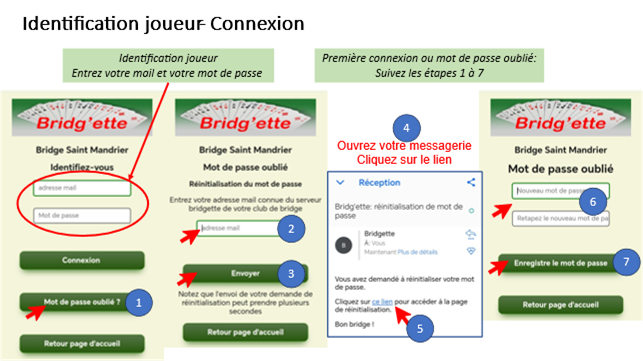 Identification joueur- Connexion
Identification joueur
Entrez votre mail et votre mot de passe
Première connexion ou mot de passe oublié:
Suivez les étapes 1 à 7
Bridg'ette
Bridge Saint Mandrier
Identifiez-vous
adresse mail
Mot de passe
Connexion
Mot de passe oublié ?
1
Retour page d'accueil
Bridg'ette
Bridge Saint Mandrier
Mot de passe oublié
Réinitialisation du mot de passe
Entrez votre adresse mail connue du serveur
bridgette de votre club de bridge
adresse mail
2
Envoyer
3
Notez que l'envoi de votre demande de
réinitialisation peut prendre plusieurs
secondes
Retour page d'accueil
4
Ouvrez votre messagerie
Cliquez sur le lien
Réception
Bridg'ette: réinitialisation de mot de
passe
B
Bridgette
À: Vous
Maintenant Plus de détails
Vous avez demandé à réinitialiser votre mot
de passe.
Cliquez sur ce lien pour accéder à la page
de réinitialisation.
5
Bon bridge !
Bridg'ette
Bridge Saint Mandrier
Mot de passe oublié
Nouveau mot de passe
6
Retapez le nouveau mot de pa
Enregistre le mot de passe
7
Retour page d'accueil